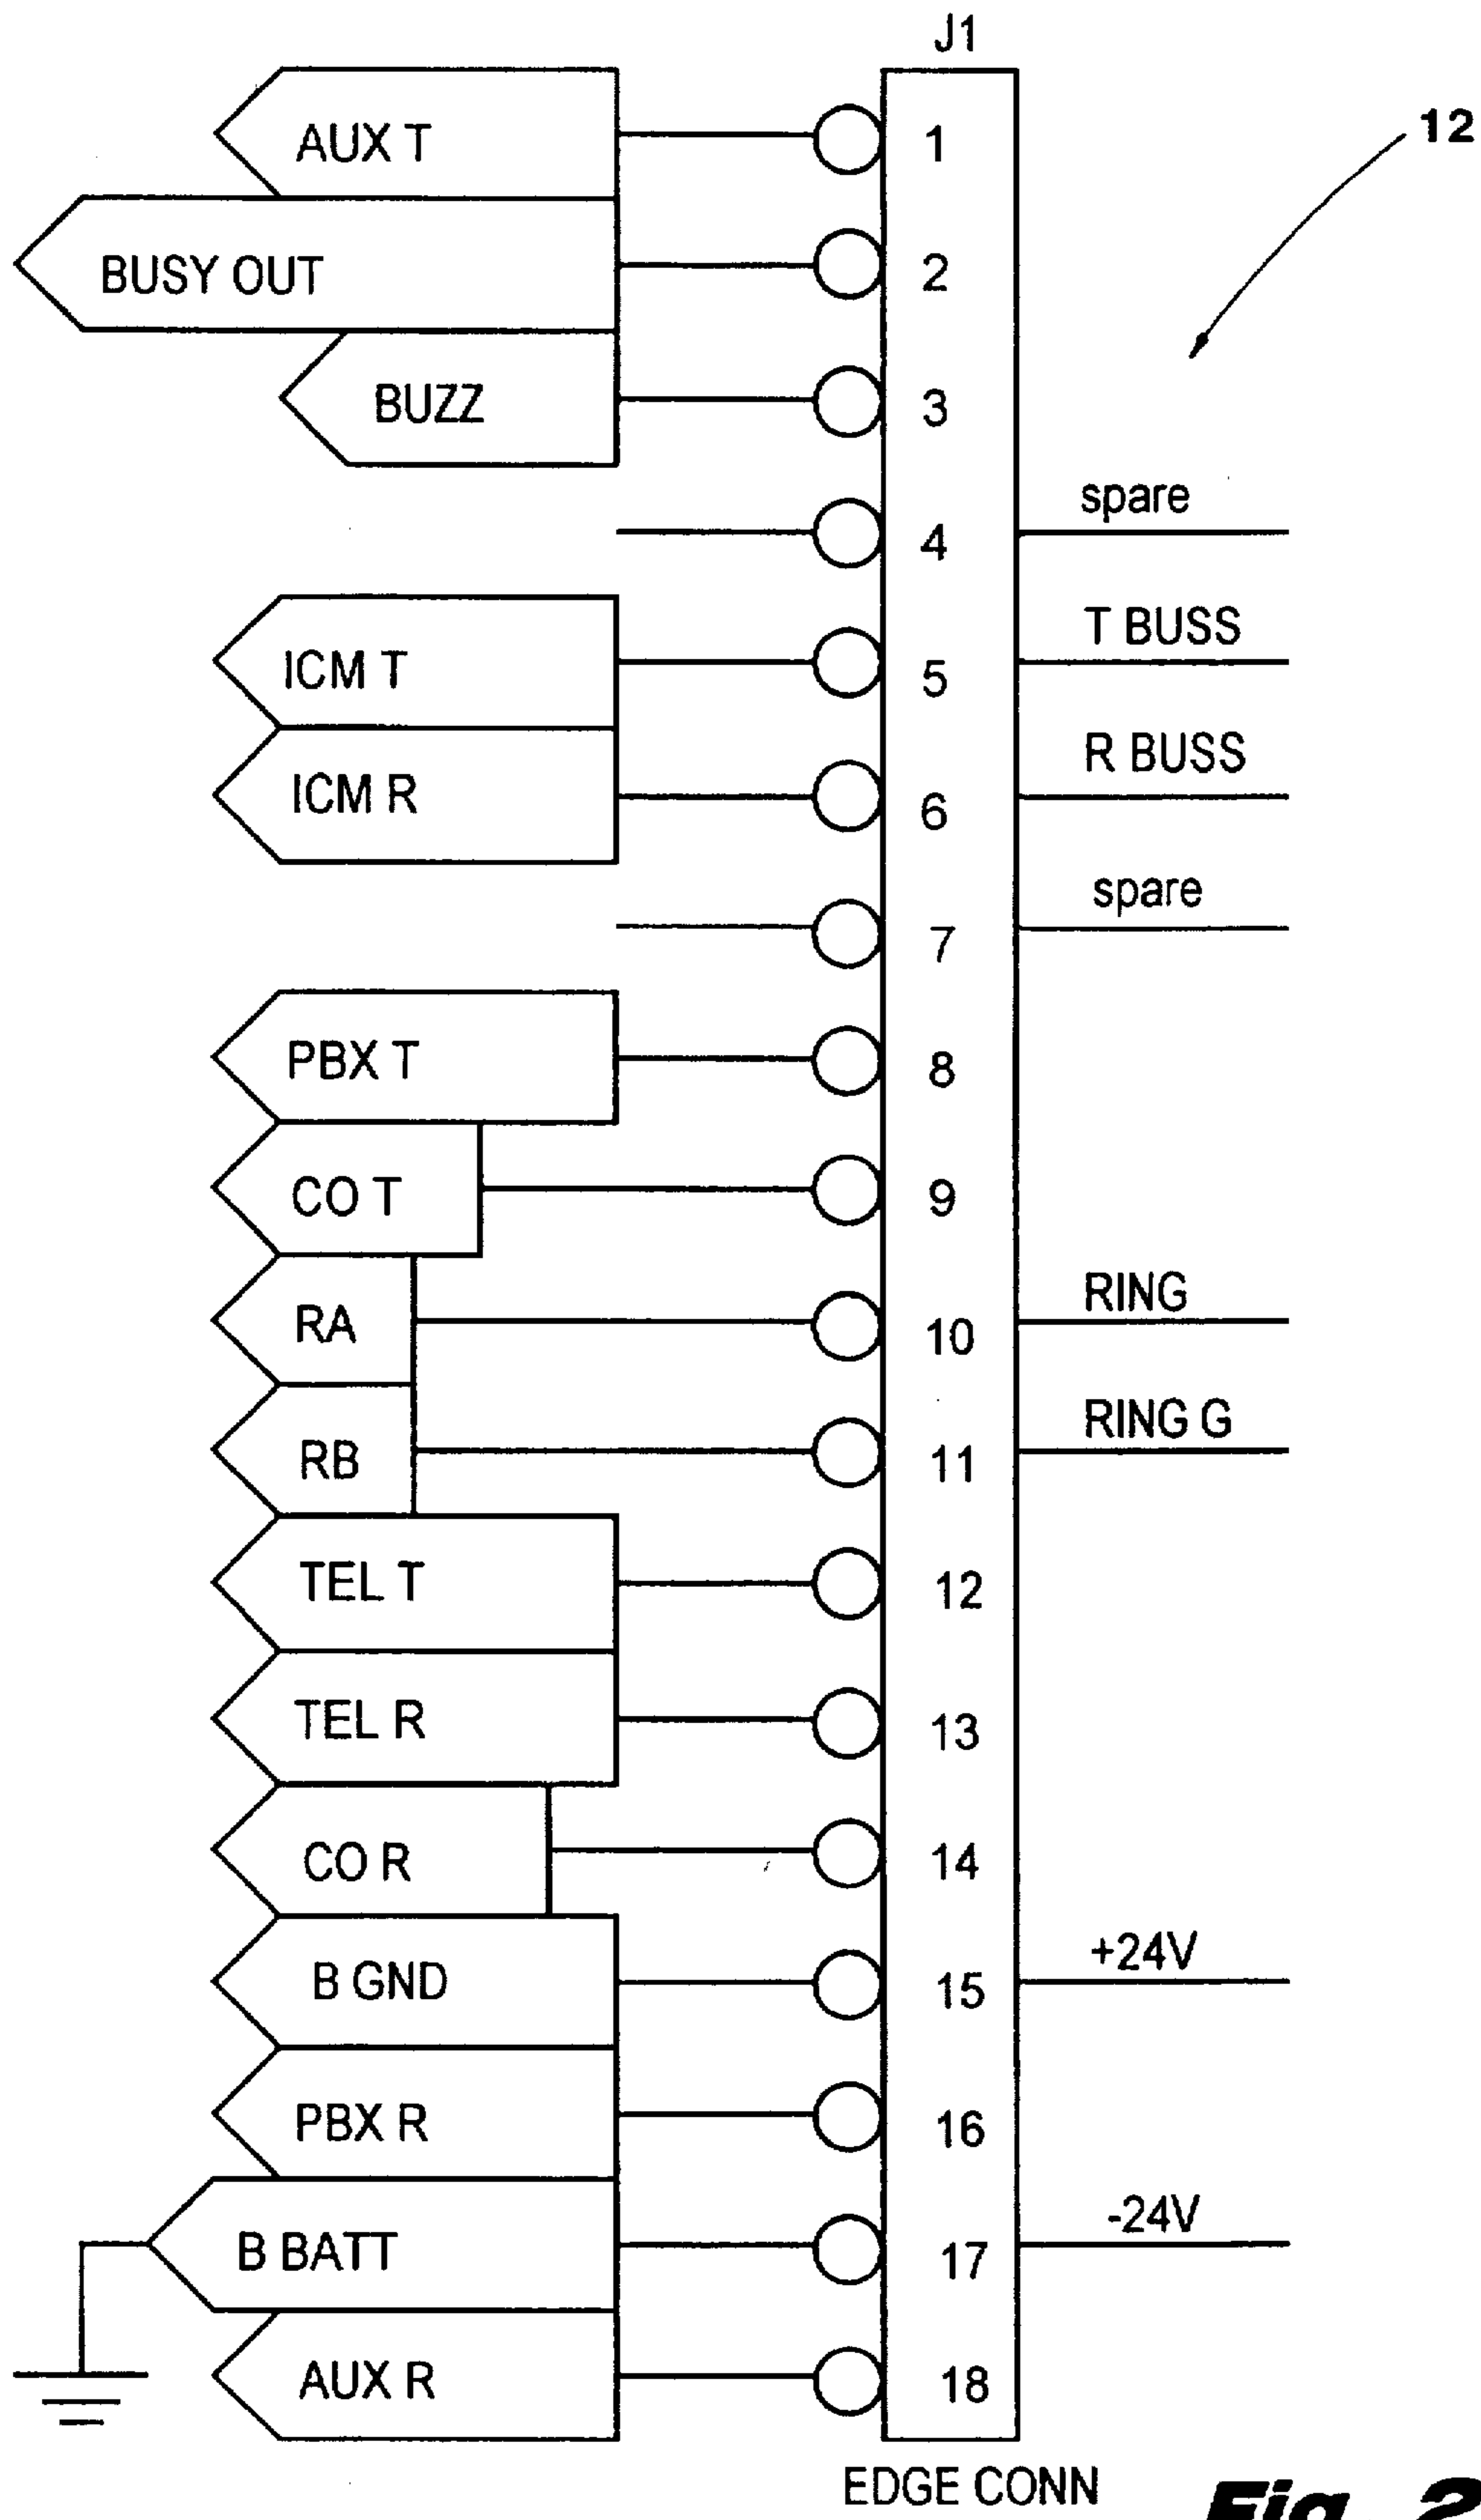 J1
12
AUX T 1
BUSY OUT 2
BUZZ 3
4 spare
ICM T 5 T BUSS
ICM R 6 R BUSS
7 spare
PBX T 8
CO T 9
RA 10 RING
RB 11 RING G
TEL T 12
TEL R 13
CO R 14
B GND 15 +24V
PBX R 16
B BATT 17 -24V
AUX R 18
EDGE CONN
Fig. 2